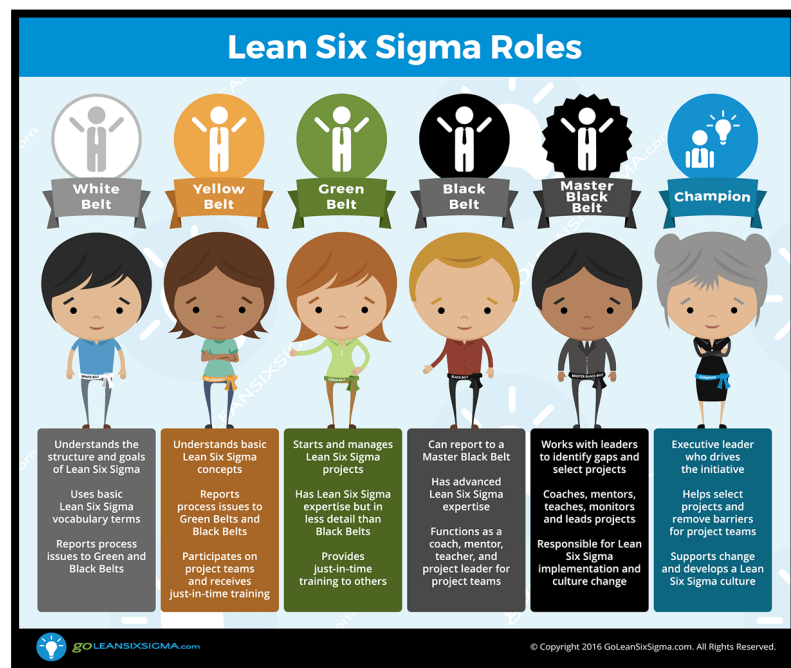 Lean Six Sigma Roles
White
Belt
Yellow
Belt
Green
Belt
Black
Belt
Master
Black
Belt
Champion
WHITE BELT
GREEN BELT
BLACK BELT
MASTER BLACK BELT
Understands the
structure and goals
of Lean Six Sigma
Uses basic
Lean Six Sigma
vocabulary terms
Reports process
issues to Green and
Black Belts
Understands basic
Lean Six Sigma
concepts
Reports
process issues to
Green Belts and
Black Belts
Participates on
project teams
and receives
just-in-time training
Starts and manages
Lean Six Sigma
projects
Has Lean Six Sigma
expertise but in
less detail than
Black Belts
Provides
just-in-time
training to others
Can report to a
Master Black Belt
Has advanced
Lean Six Sigma
expertise
Functions as a
coach, mentor,
teacher, and
project leader for
project teams
Works with leaders
to identify gaps and
select projects
Coaches, mentors,
teaches, monitors
and leads projects
Responsible for Lean
Six Sigma
implementation and
culture change
Executive leader
who drives
the initiative
Helps select
projects and
remove barriers
for project teams
Supports change
and develops a Lean
Six Sigma culture
goLEANSIXSIGMA.com
© Copyright 2016 GoLeanSixSigma.com. All Rights Reserved.